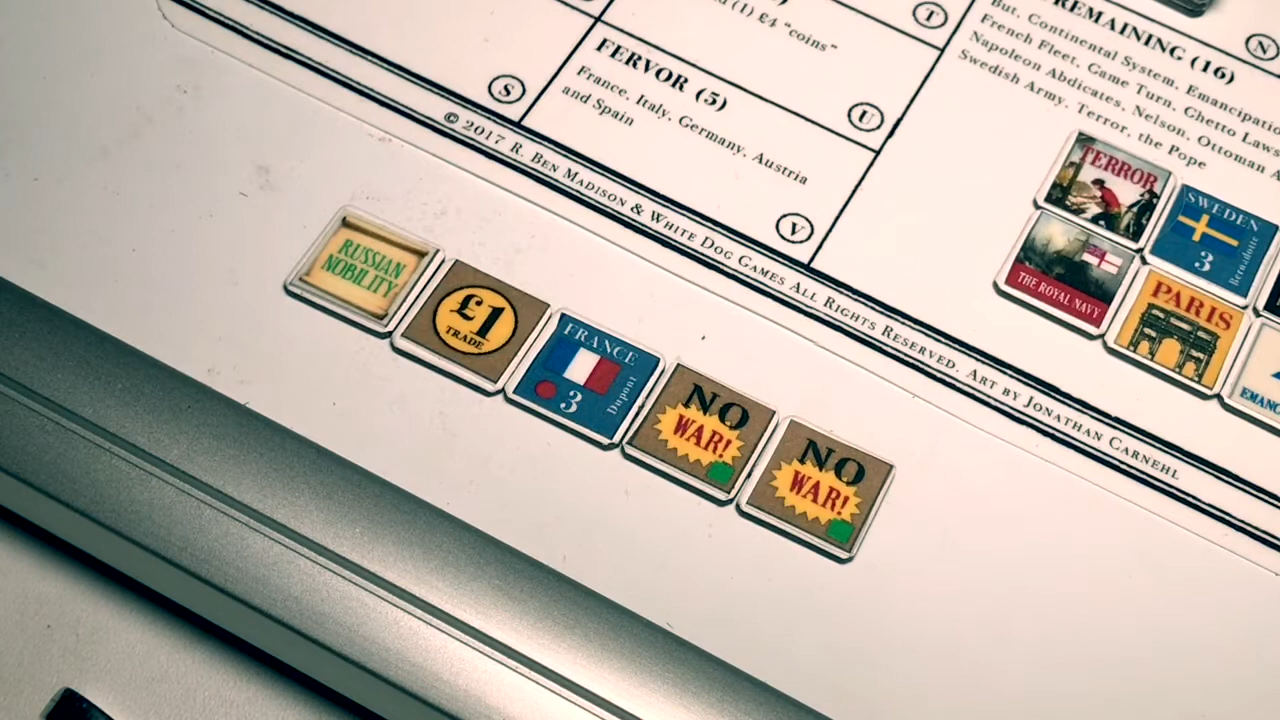 (1) £4 "coins"
T
S
FERVOR (5)
France, Italy, Germany, Austria
and Spain
U
V
REMAINING (16)
N
But, Continental System, Emancipatio
French Fleet, Game Turn, Ghetto Laws
Napoleon Abdicates, Nelson, Ottoman A
Swedish Army, Terror, the Pope
© 2017 R. BEN MADISON & WHITE DOG GAMES ALL RIGHTS RESERVED. ART BY JONATHAN CARNEHL
TERROR
SWEDEN
3
Bernadotte
THE ROYAL NAVY
PARIS
EMANC
RUSSIAN
NOBILITY
£1
TRADE
FRANCE
3
Dupont
NO
WAR!
NO
WAR!